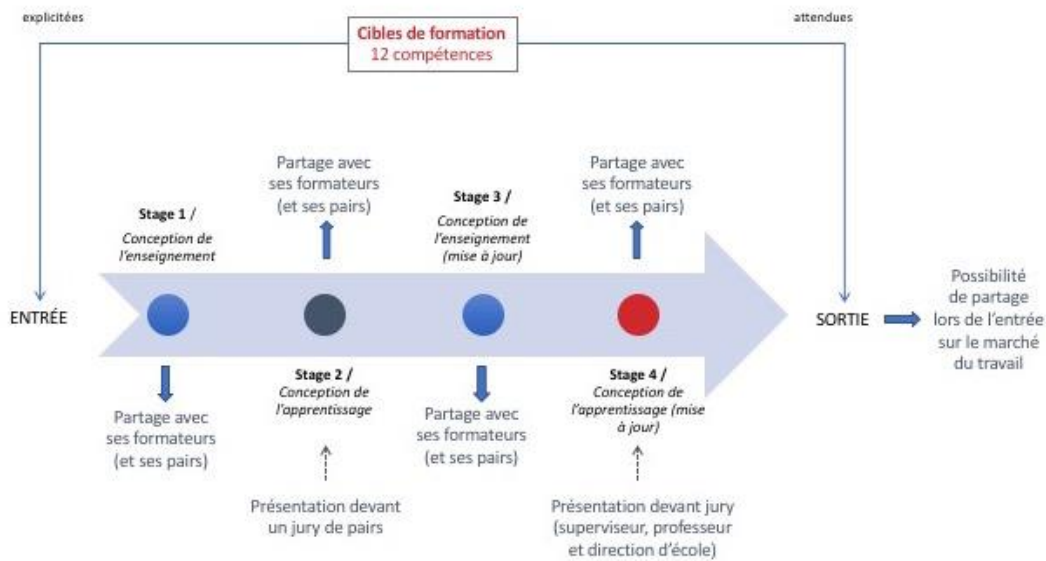 explicitées
attendues
Cibles de formation
12 compétences
Partage avec
ses formateurs
(et ses pairs)
Partage avec
ses formateurs
(et ses pairs)
Stage 1 /
Conception de
l'enseignement
Stage 3 /
Conception de
l'enseignement
(mise à jour)
ENTRÉE
SORTIE
Possibilité
de partage
lors de l'entrée
sur le marché
du travail
Stage 2 /
Conception de
l'apprentissage
Stage 4 /
Conception de
l'apprentissage (mise
à jour)
Partage avec
ses formateurs
(et ses pairs)
Partage avec
ses formateurs
(et ses pairs)
Présentation devant
un jury de pairs
Présentation devant jury
(superviseur, professeur
et direction d'école)